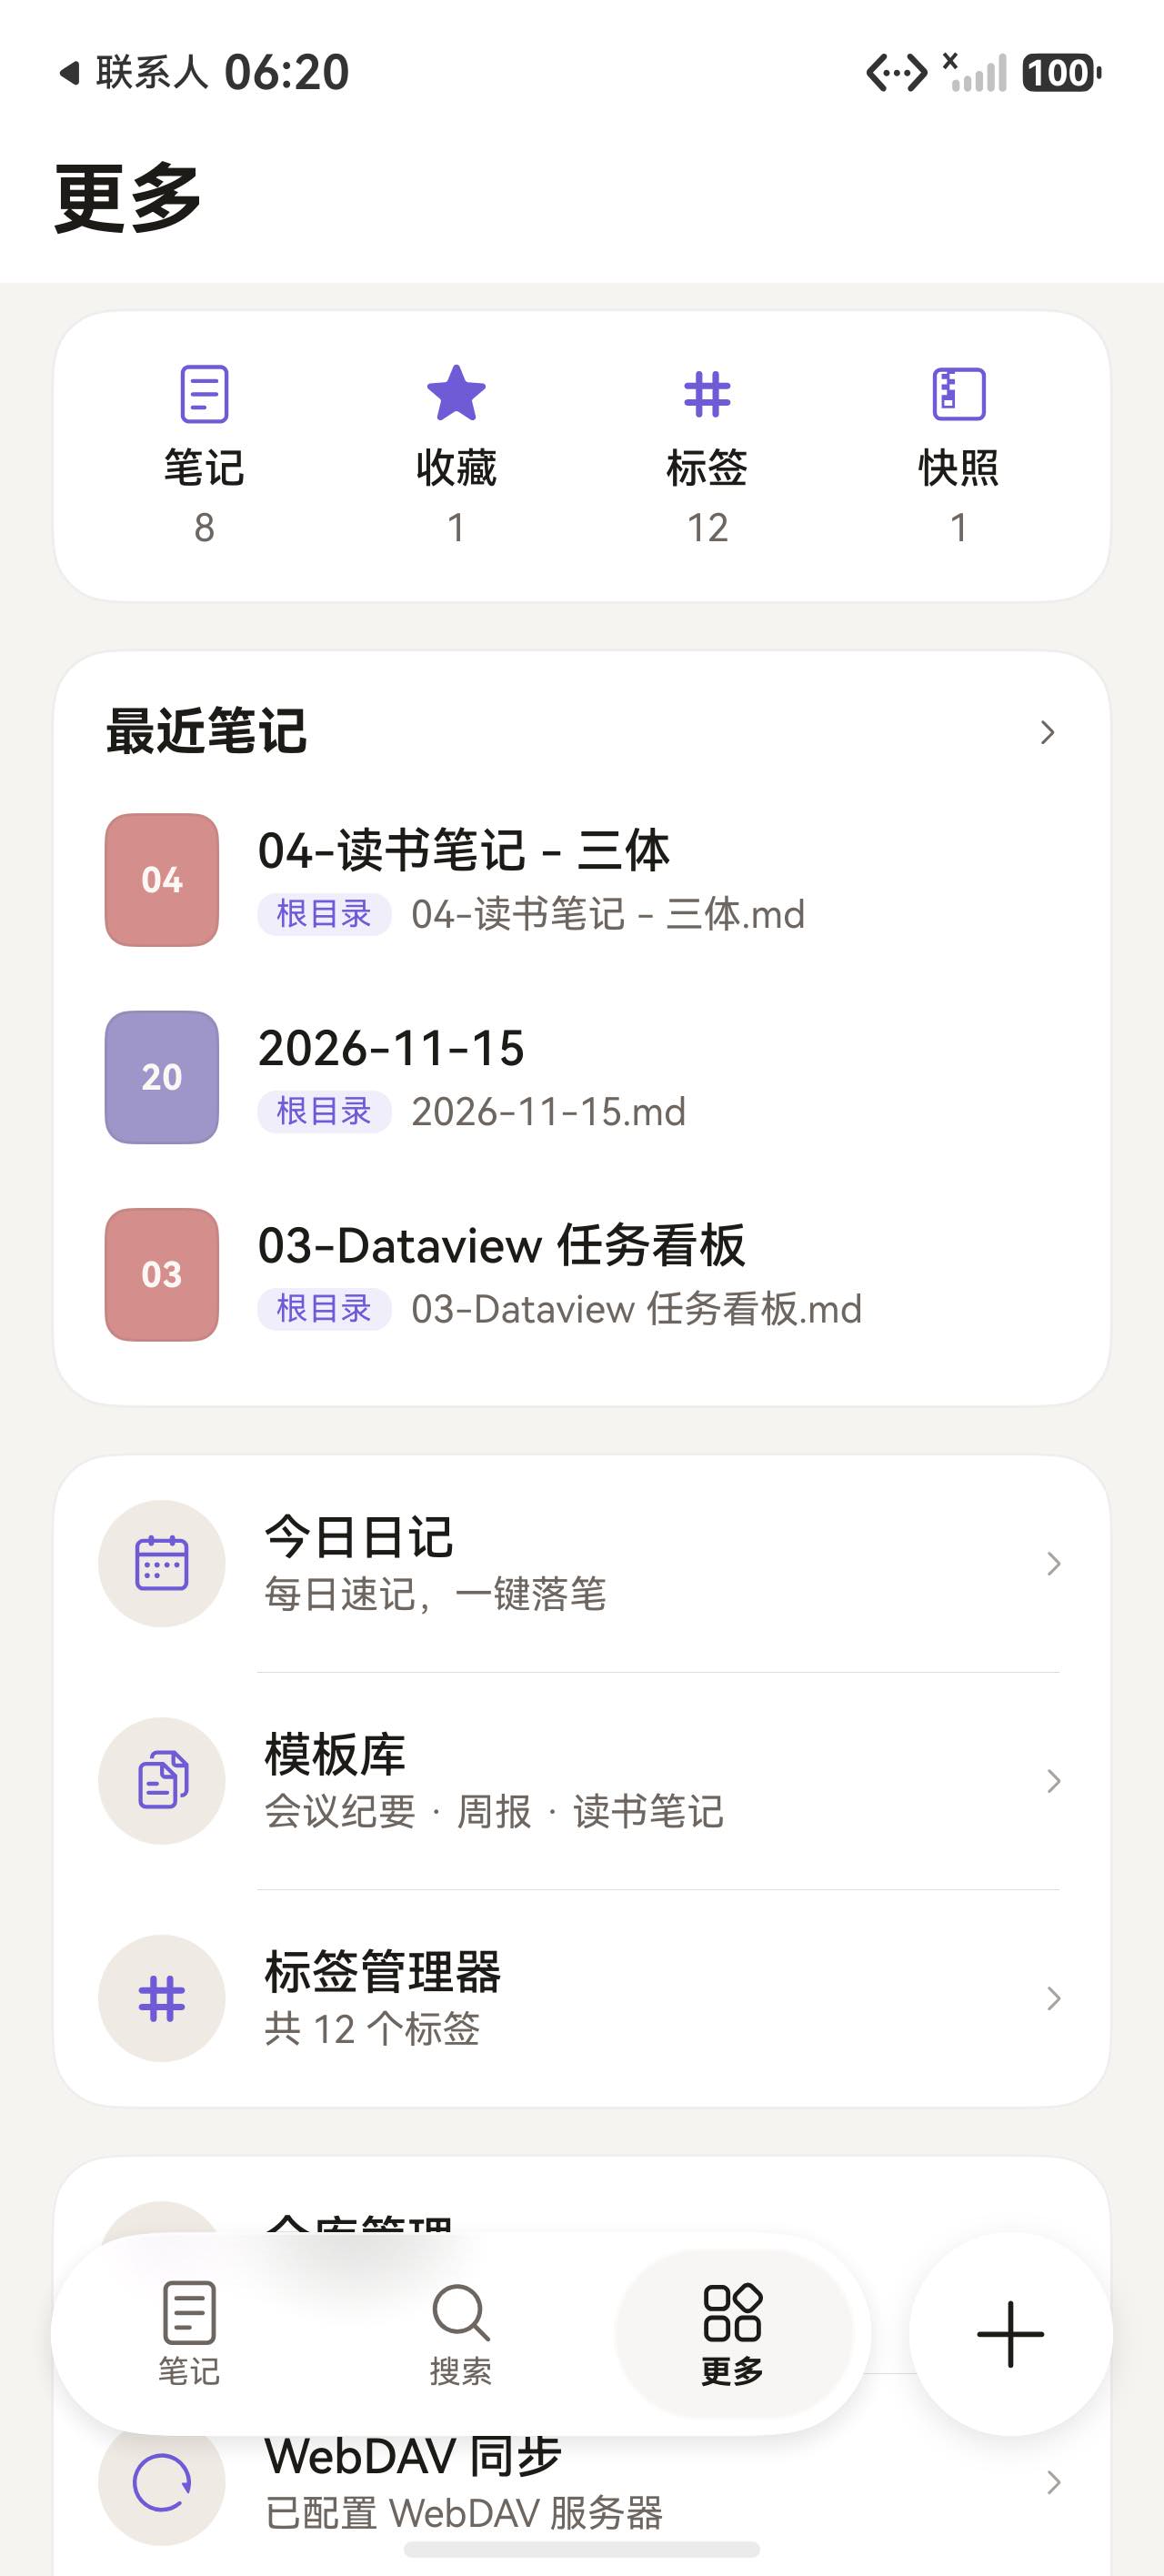 联系人 06:20 100
更多
笔记 收藏 标签 快照
8 1 12 1
最近笔记
04 04-读书笔记 - 三体
根目录 04-读书笔记 - 三体.md
20 2026-11-15
根目录 2026-11-15.md
03 03-Dataview 任务看板
根目录 03-Dataview 任务看板.md
今日日记
每日速记，一键落笔
模板库
会议纪要 · 周报 · 读书笔记
标签管理器
共 12 个标签
笔记 搜索 更多
WebDAV 同步
已配置 WebDAV 服务器